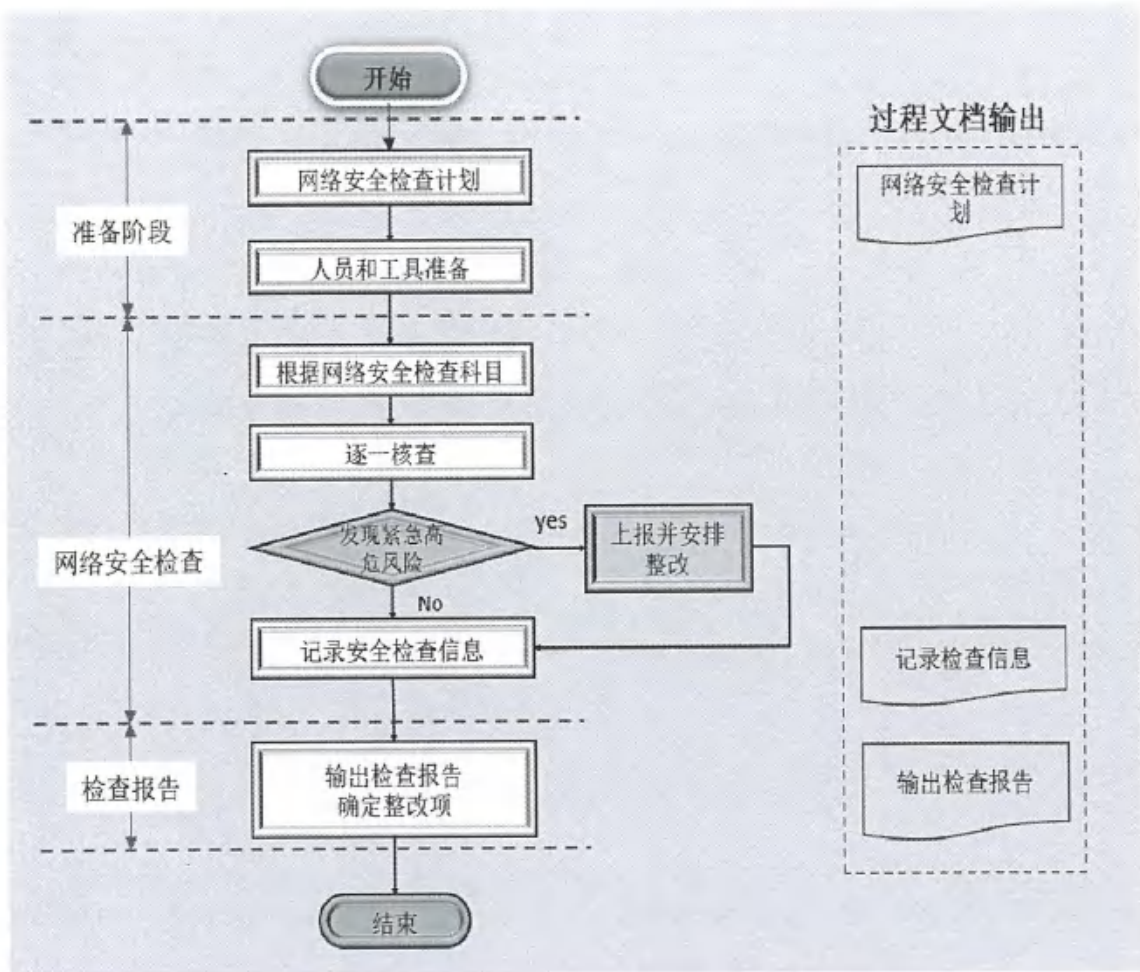 开始
过程文档输出
网络安全检查计划
网络安全检查计
划
准备阶段
人员和工具准备
根据网络安全检查科目
逐一核查
发现紧急高
危风险
yes
上报并安排
整改
网络安全检查
No
记录安全检查信息
记录检查信息
检查报告
输出检查报告
确定整改项
输出检查报告
结束